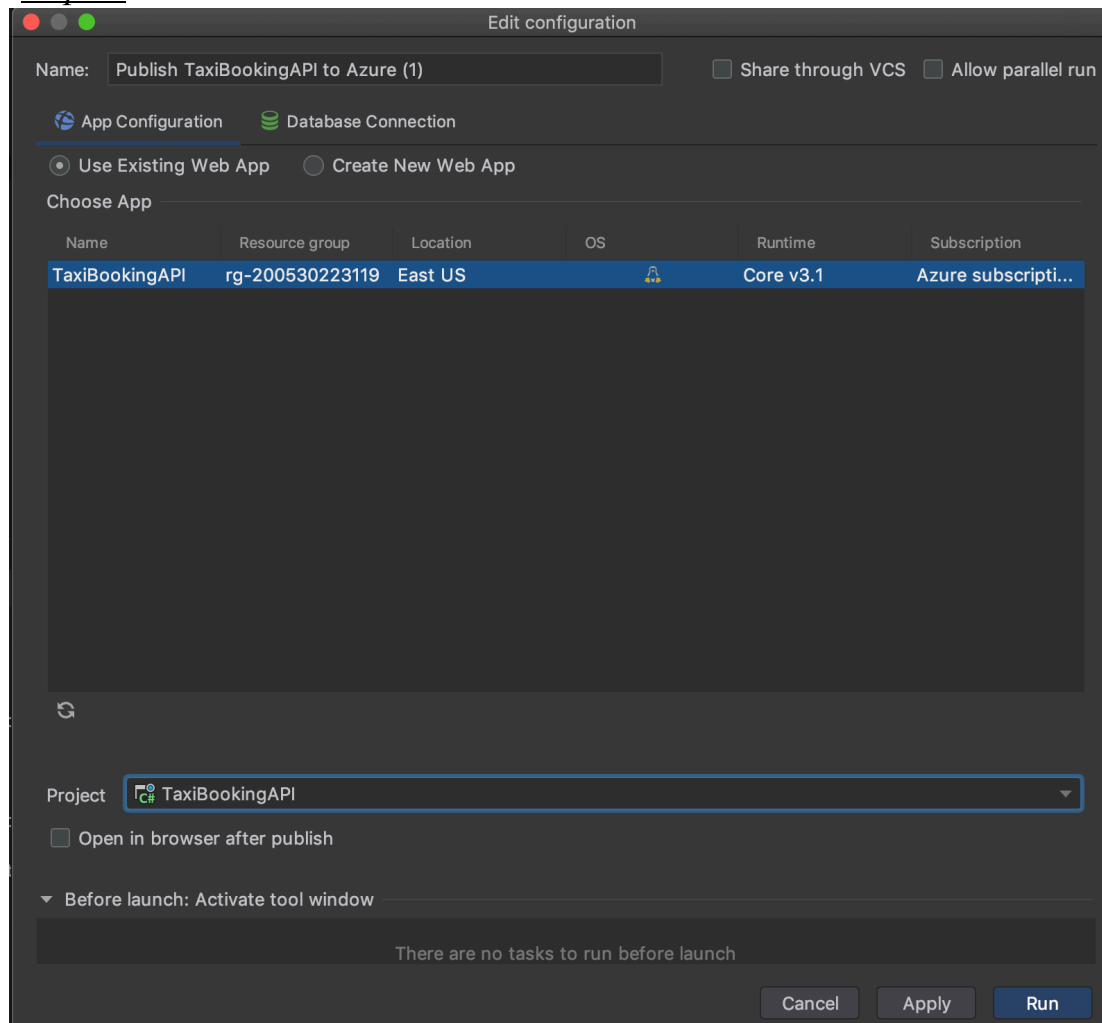 Edit configuration
Name: Publish TaxiBookingAPI to Azure (1) Share through VCS Allow parallel run
App Configuration Database Connection
Use Existing Web App Create New Web App
Choose App
Name Resource group Location OS Runtime Subscription
TaxiBookingAPI rg-200530223119 East US Core v3.1 Azure subscripti...
Project C# TaxiBookingAPI
Open in browser after publish
Before launch: Activate tool window
There are no tasks to run before launch
Cancel Apply Run